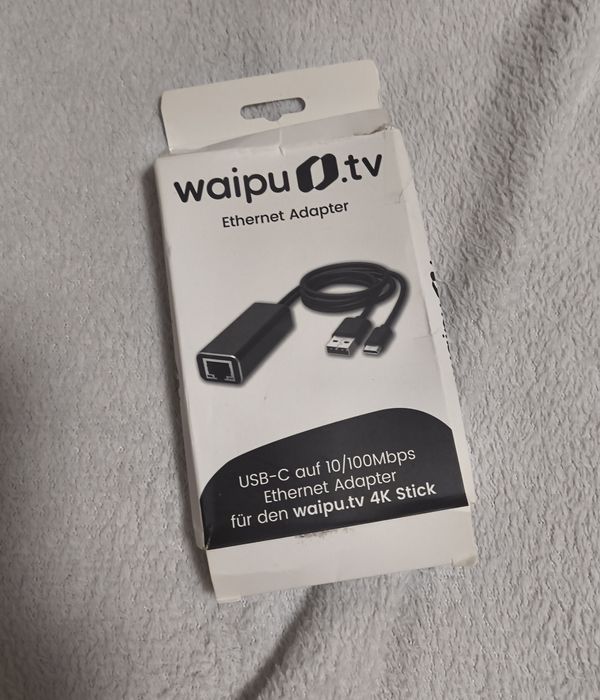 waipu.tv
Ethernet Adapter
USB-C auf 10/100Mbps
Ethernet Adapter
für den waipu.tv 4K Stick